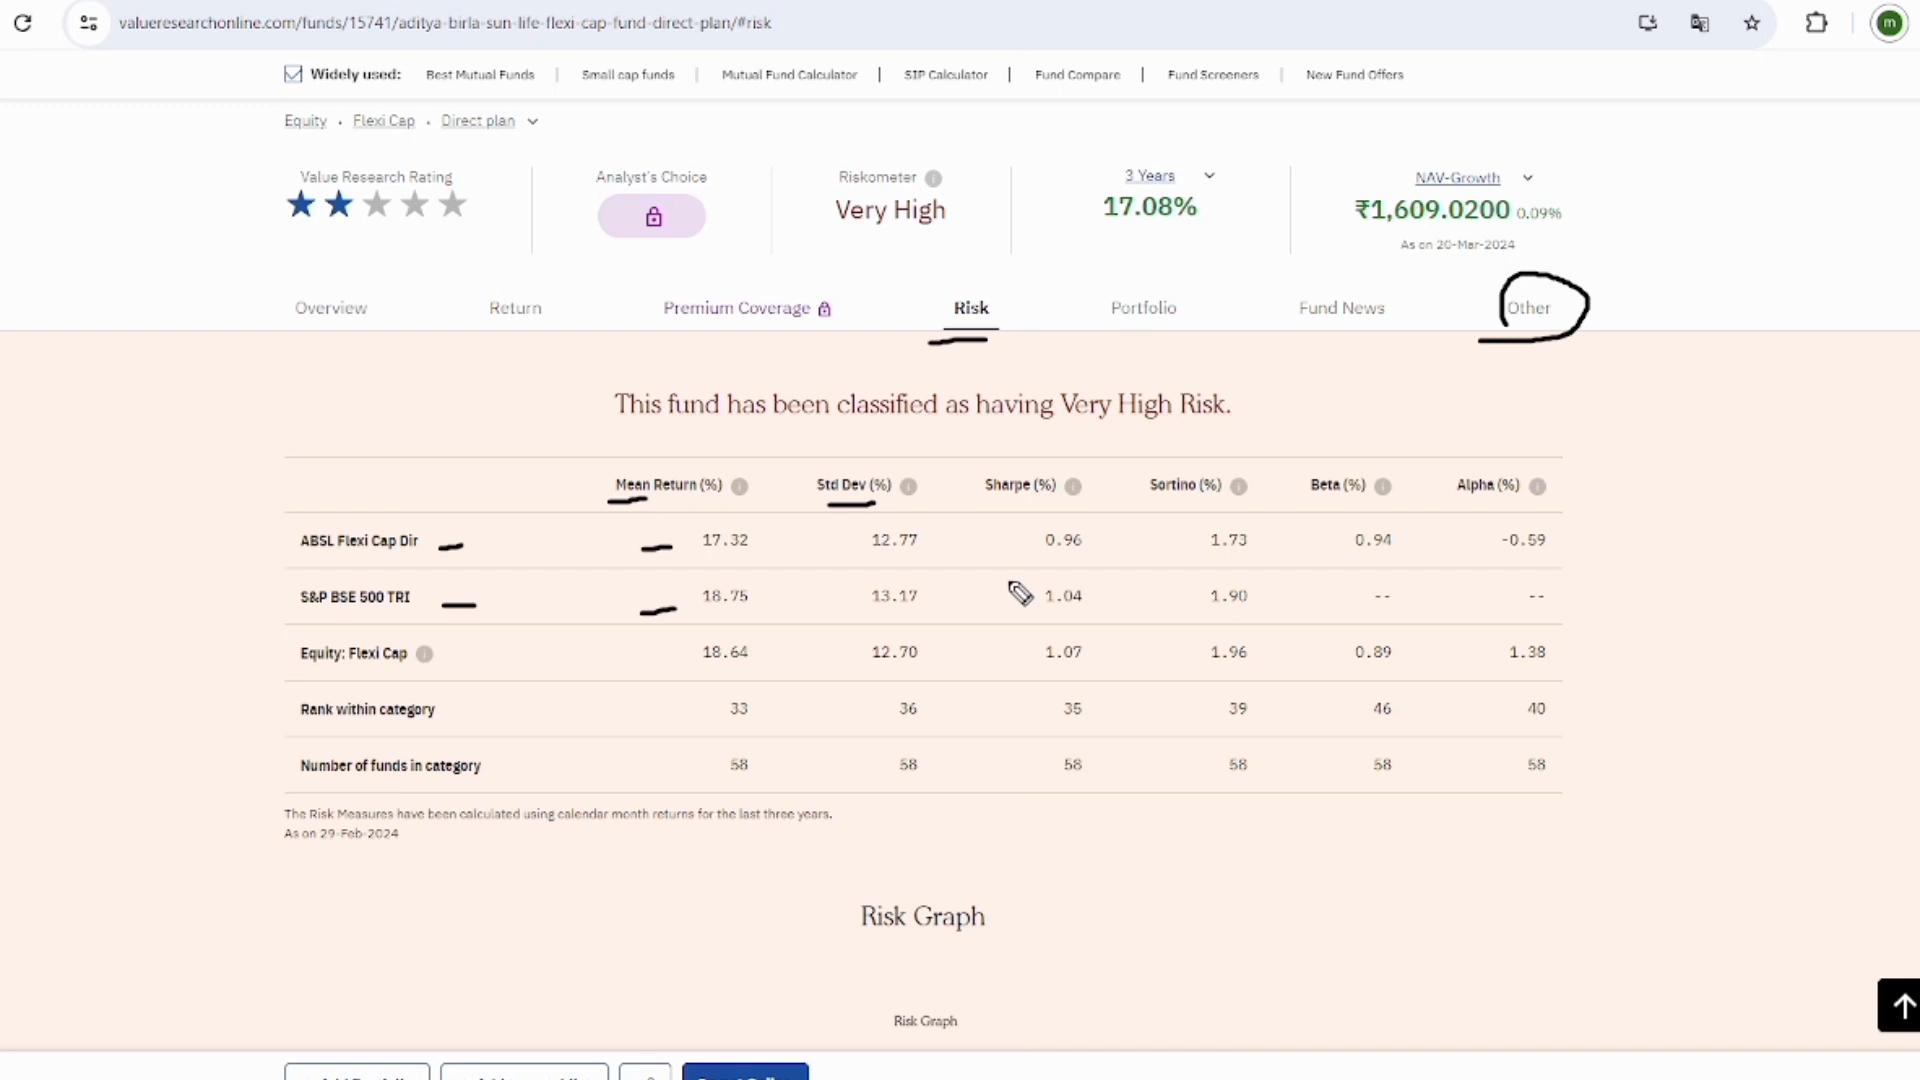 valueresearchonline.com/funds/15741/aditya-birla-sun-life-flexi-cap-fund-direct-plan/#risk
m
Widely used: Best Mutual Funds | Small cap funds | Mutual Fund Calculator | SIP Calculator | Fund Compare | Fund Screeners | New Fund Offers
Equity • Flexi Cap • Direct plan
Value Research Rating
Analyst's Choice
Riskometer
Very High
3 Years
17.08%
NAV-Growth
₹1,609.0200 0.09%
As on 20-Mar-2024
Overview Return Premium Coverage Risk Portfolio Fund News Other
This fund has been classified as having Very High Risk.
Mean Return (%) Std Dev (%) Sharpe (%) Sortino (%) Beta (%) Alpha (%)
ABSL Flexi Cap Dir 17.32 12.77 0.96 1.73 0.94 -0.59
S&P BSE 500 TRI 18.75 13.17 1.04 1.90 -- --
Equity: Flexi Cap 18.64 12.70 1.07 1.96 0.89 1.38
Rank within category 33 36 35 39 46 40
Number of funds in category 58 58 58 58 58 58
The Risk Measures have been calculated using calendar month returns for the last three years.
As on 29-Feb-2024
Risk Graph
Risk Graph